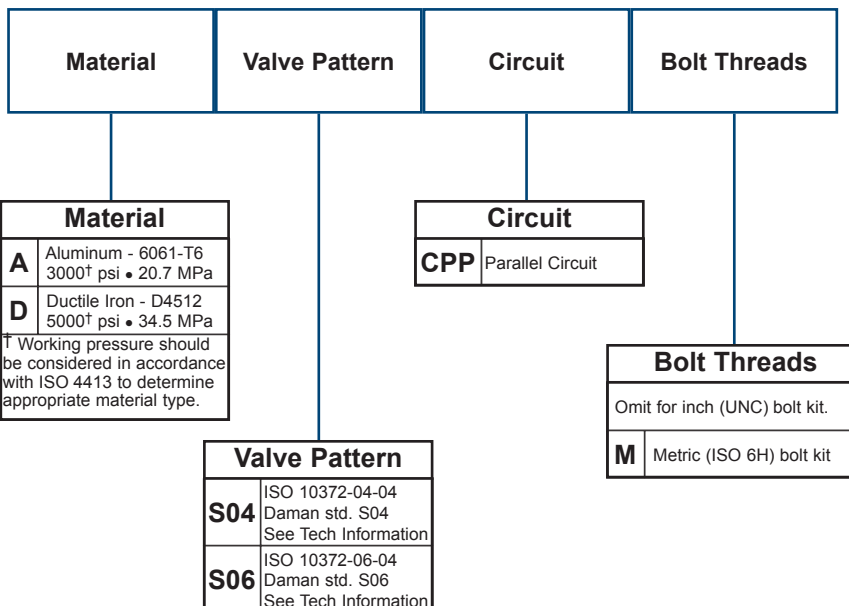 Material Valve Pattern Circuit Bolt Threads
Material
A
Aluminum - 6061-T6
3000† psi • 20.7 MPa
D
Ductile Iron - D4512
5000† psi • 34.5 MPa
† Working pressure should
be considered in accordance
with ISO 4413 to determine
appropriate material type.
Circuit
CPP Parallel Circuit
Bolt Threads
Omit for inch (UNC) bolt kit.
M Metric (ISO 6H) bolt kit
Valve Pattern
S04
ISO 10372-04-04
Daman std. S04
See Tech Information
S06
ISO 10372-06-04
Daman std. S06
See Tech Information